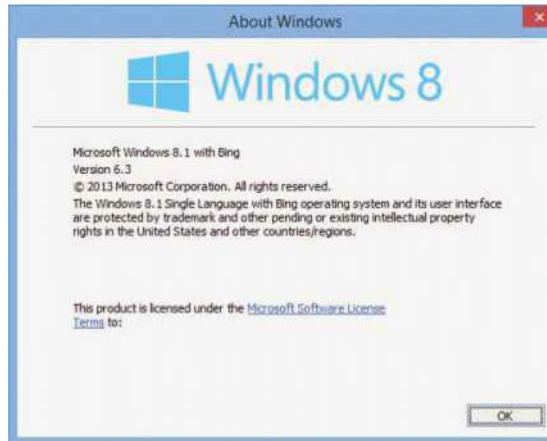 About Windows
Windows 8
Microsoft Windows 8.1 with Bing
Version 6.3
© 2013 Microsoft Corporation. All rights reserved.
The Windows 8.1 Single Language with Bing operating system and its user interface
are protected by trademark and other pending or existing intellectual property
rights in the United States and other countries/regions.
This product is licensed under the Microsoft Software License
Terms to:
OK